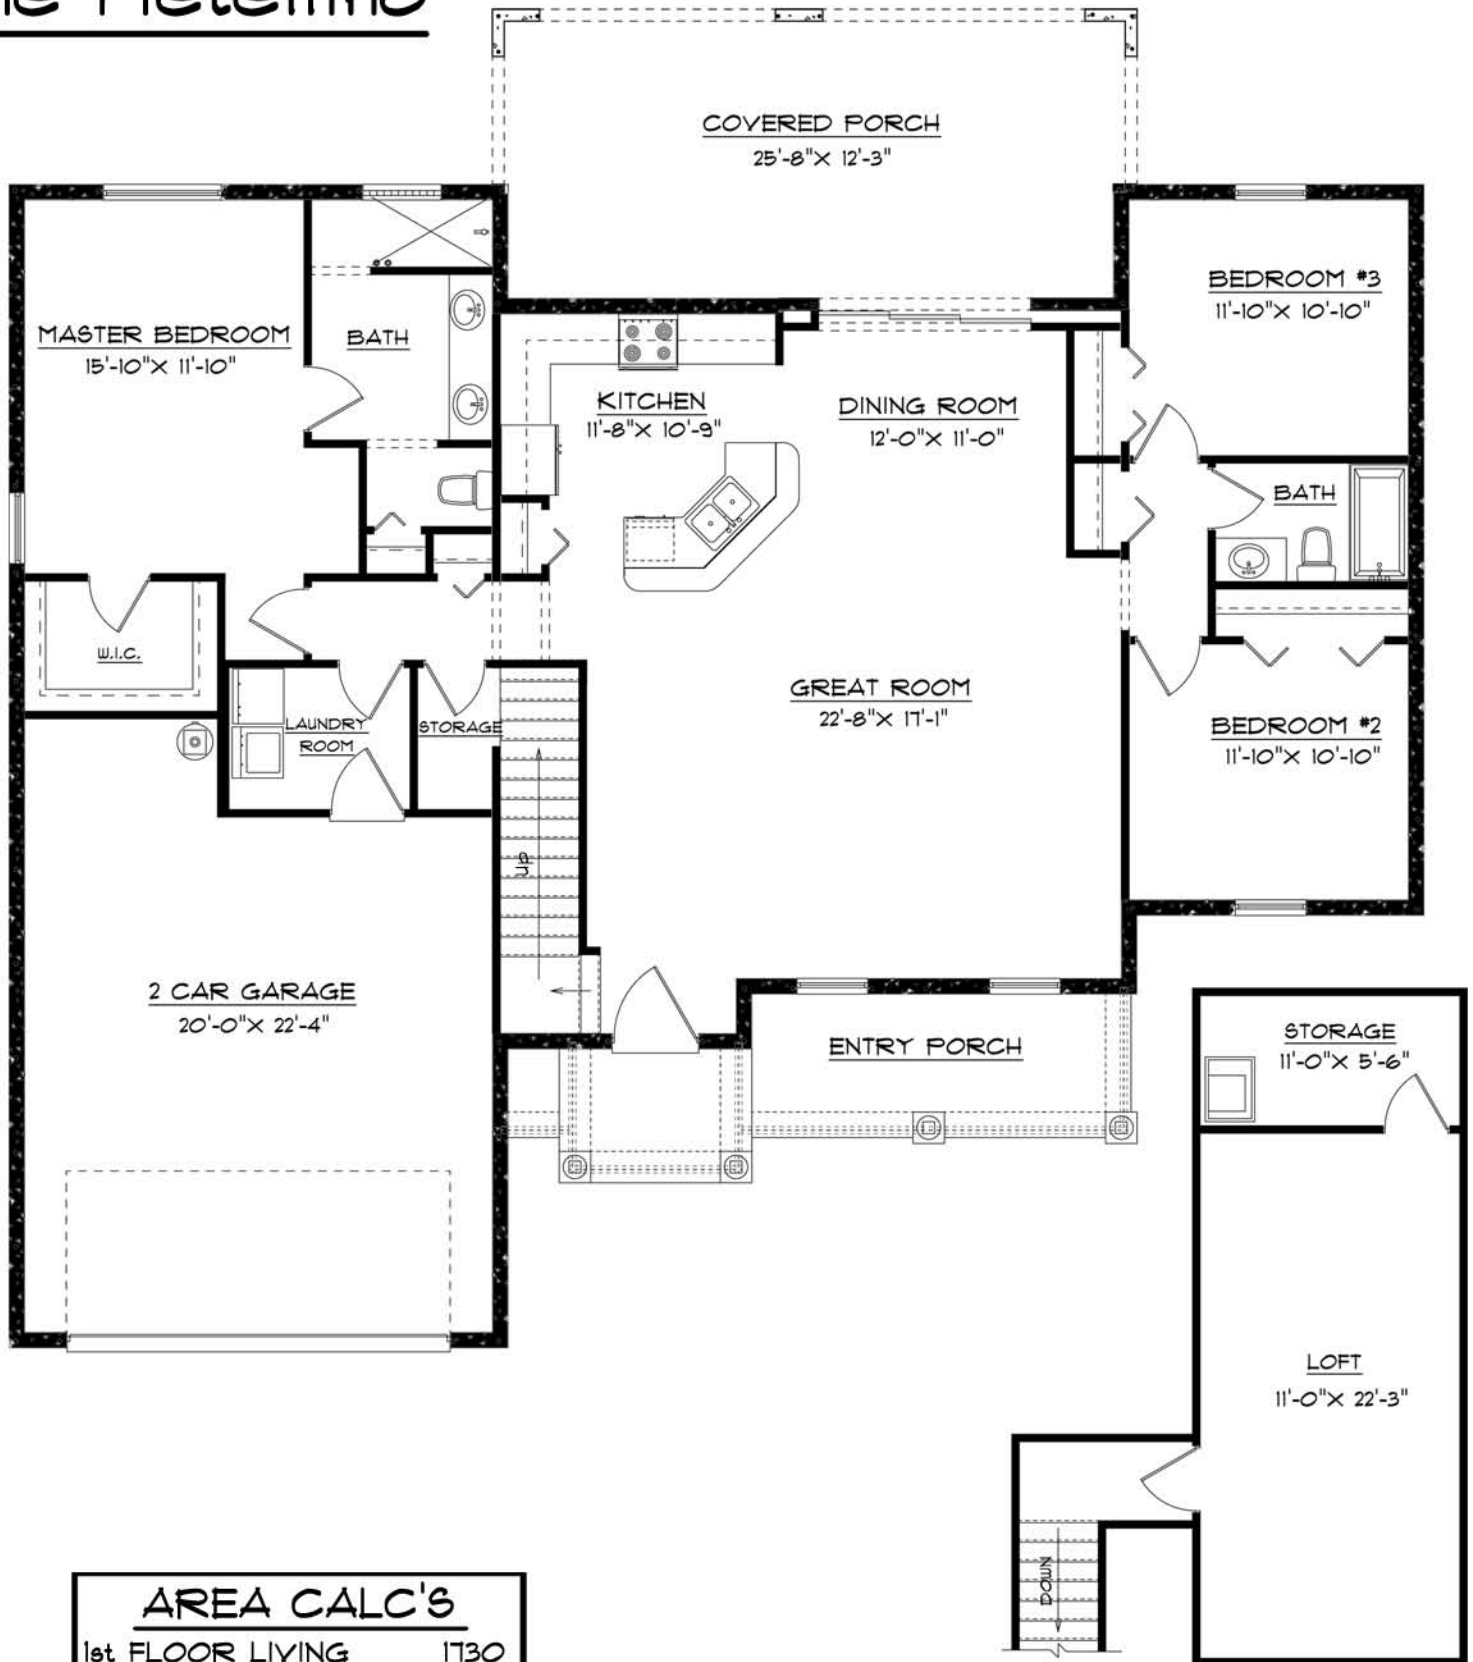 COVERED PORCH
25'-8"X 12'-3"
MASTER BEDROOM
15'-10"X 11'-10"
BATH
KITCHEN
11'-8"X 10'-9"
DINING ROOM
12'-0"X 11'-0"
BEDROOM #3
11'-10"X 10'-10"
BATH
W.I.C.
LAUNDRY
ROOM
STORAGE
GREAT ROOM
22'-8"X 17'-1"
BEDROOM #2
11'-10"X 10'-10"
UP
2 CAR GARAGE
20'-0"X 22'-4"
ENTRY PORCH
STORAGE
11'-0"X 5'-6"
LOFT
11'-0"X 22'-3"
DOWN
AREA CALC'S
1st FLOOR LIVING 1730